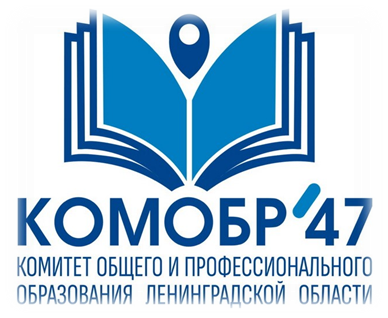 КОМОБР'47
КОМИТЕТ ОБЩЕГО И ПРОФЕССИОНАЛЬНОГО
ОБРАЗОВАНИЯ ЛЕНИНГРАДСКОЙ ОБЛАСТИ